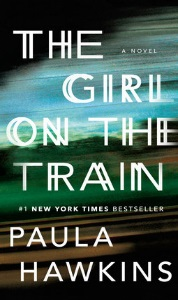 THE
A NOVEL
GIRL
ON THE
TRAIN
#1 NEW YORK TIMES BESTSELLER
PAULA
HAWKINS